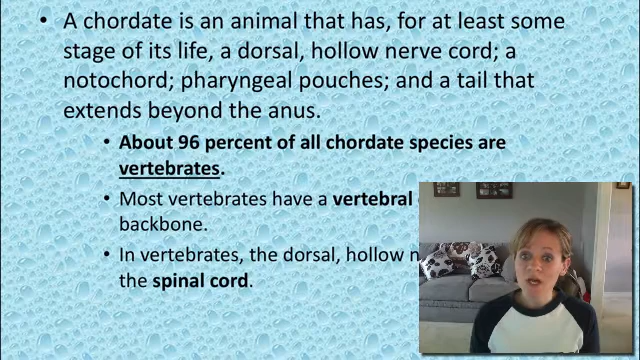 • A chordate is an animal that has, for at least some
stage of its life, a dorsal, hollow nerve cord; a
notochord; pharyngeal pouches; and a tail that
extends beyond the anus.
• About 96 percent of all chordate species are
vertebrates.
• Most vertebrates have a vertebral
backbone.
• In vertebrates, the dorsal, hollow
the spinal cord.